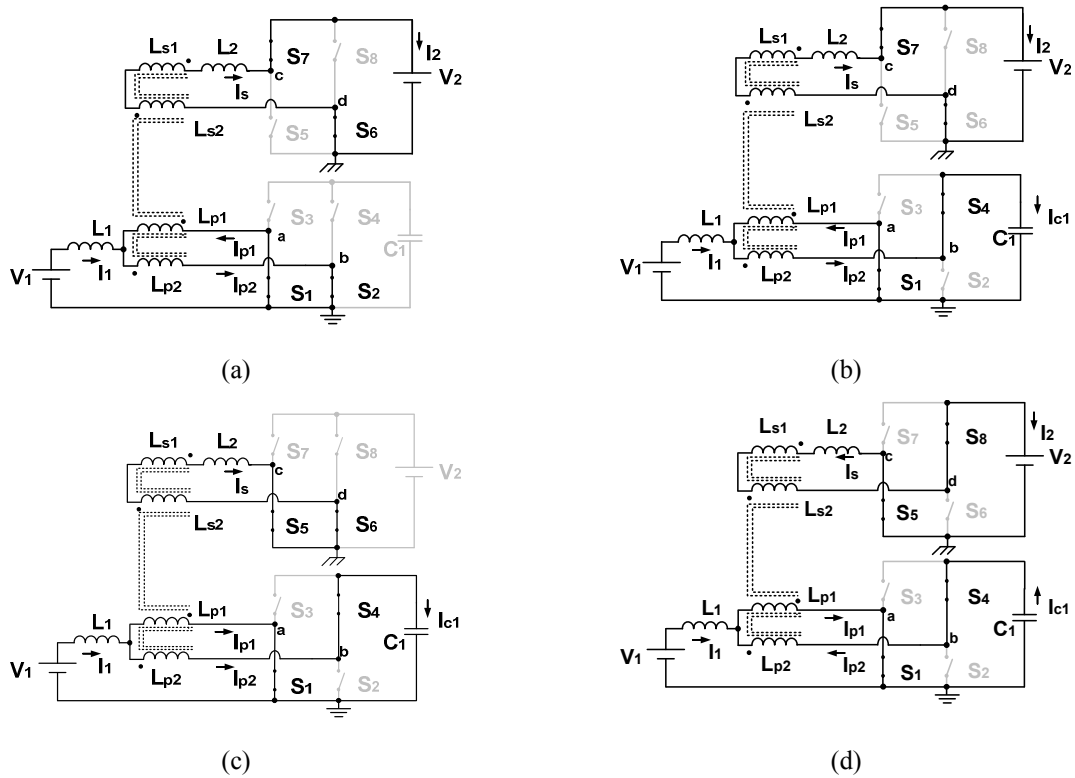 Ls1 L2 S7 S8 I2 V2
Is c d
Ls2 S5 S6
Lp1 S3 S4
L1 Ip1 a C1
V1 I1 Ip2 b
Lp2 S1 S2
(a)
Ls1 L2 S7 S8 I2 V2
Is c d
Ls2 S5 S6
Lp1 S3 S4 Ic1
L1 Ip1 a C1
V1 I1 Ip2 b
Lp2 S1 S2
(b)
Ls1 L2 S7 S8 V2
Is c d
Ls2 S5 S6
Lp1 S3 S4 Ic1
L1 Ip1 a C1
V1 I1 Ip2 b
Lp2 S1 S2
(c)
Ls1 L2 S7 S8 I2 V2
Is c d
Ls2 S5 S6
Lp1 S3 S4 Ic1
L1 Ip1 a C1
V1 I1 Ip2 b
Lp2 S1 S2
(d)